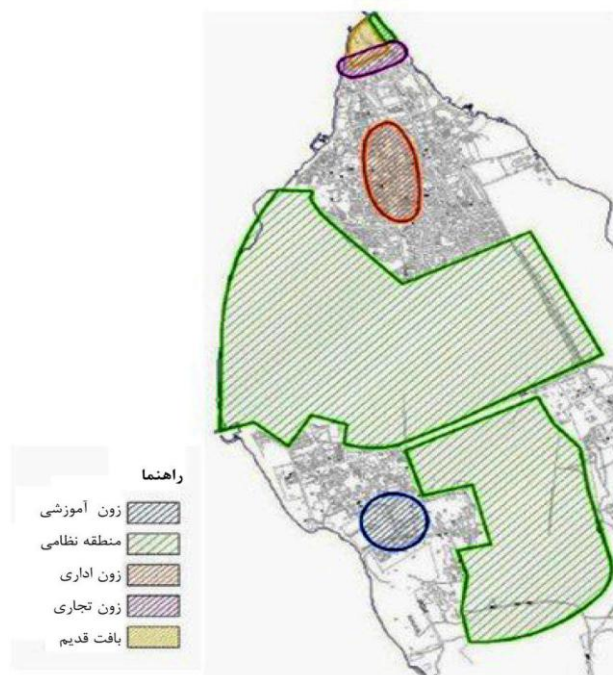 راهنما
زون آموزشی
منطقه نظامی
زون اداری
زون تجاری
بافت قدیم